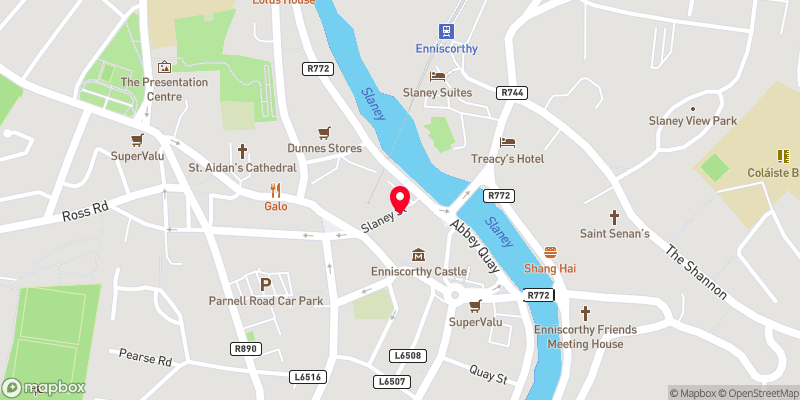 Lotus House
Enniscorthy
R772
The Presentation
Centre
Slaney
Slaney Suites
R744
Slaney View Park
SuperValu
Dunnes Stores
Treacy's Hotel
St. Aidan's Cathedral
Coláiste B
Galo
R772
Ross Rd
Slaney St
Abbey Quay
Slaney
Saint Senan's
The Shannon
Enniscorthy Castle
Shang Hai
P
Parnell Road Car Park
R772
SuperValu
Enniscorthy Friends
Meeting House
Pearse Rd
R890
L6508
Quay St
L6516
L6507
mapbox
© Mapbox © OpenStreetMap